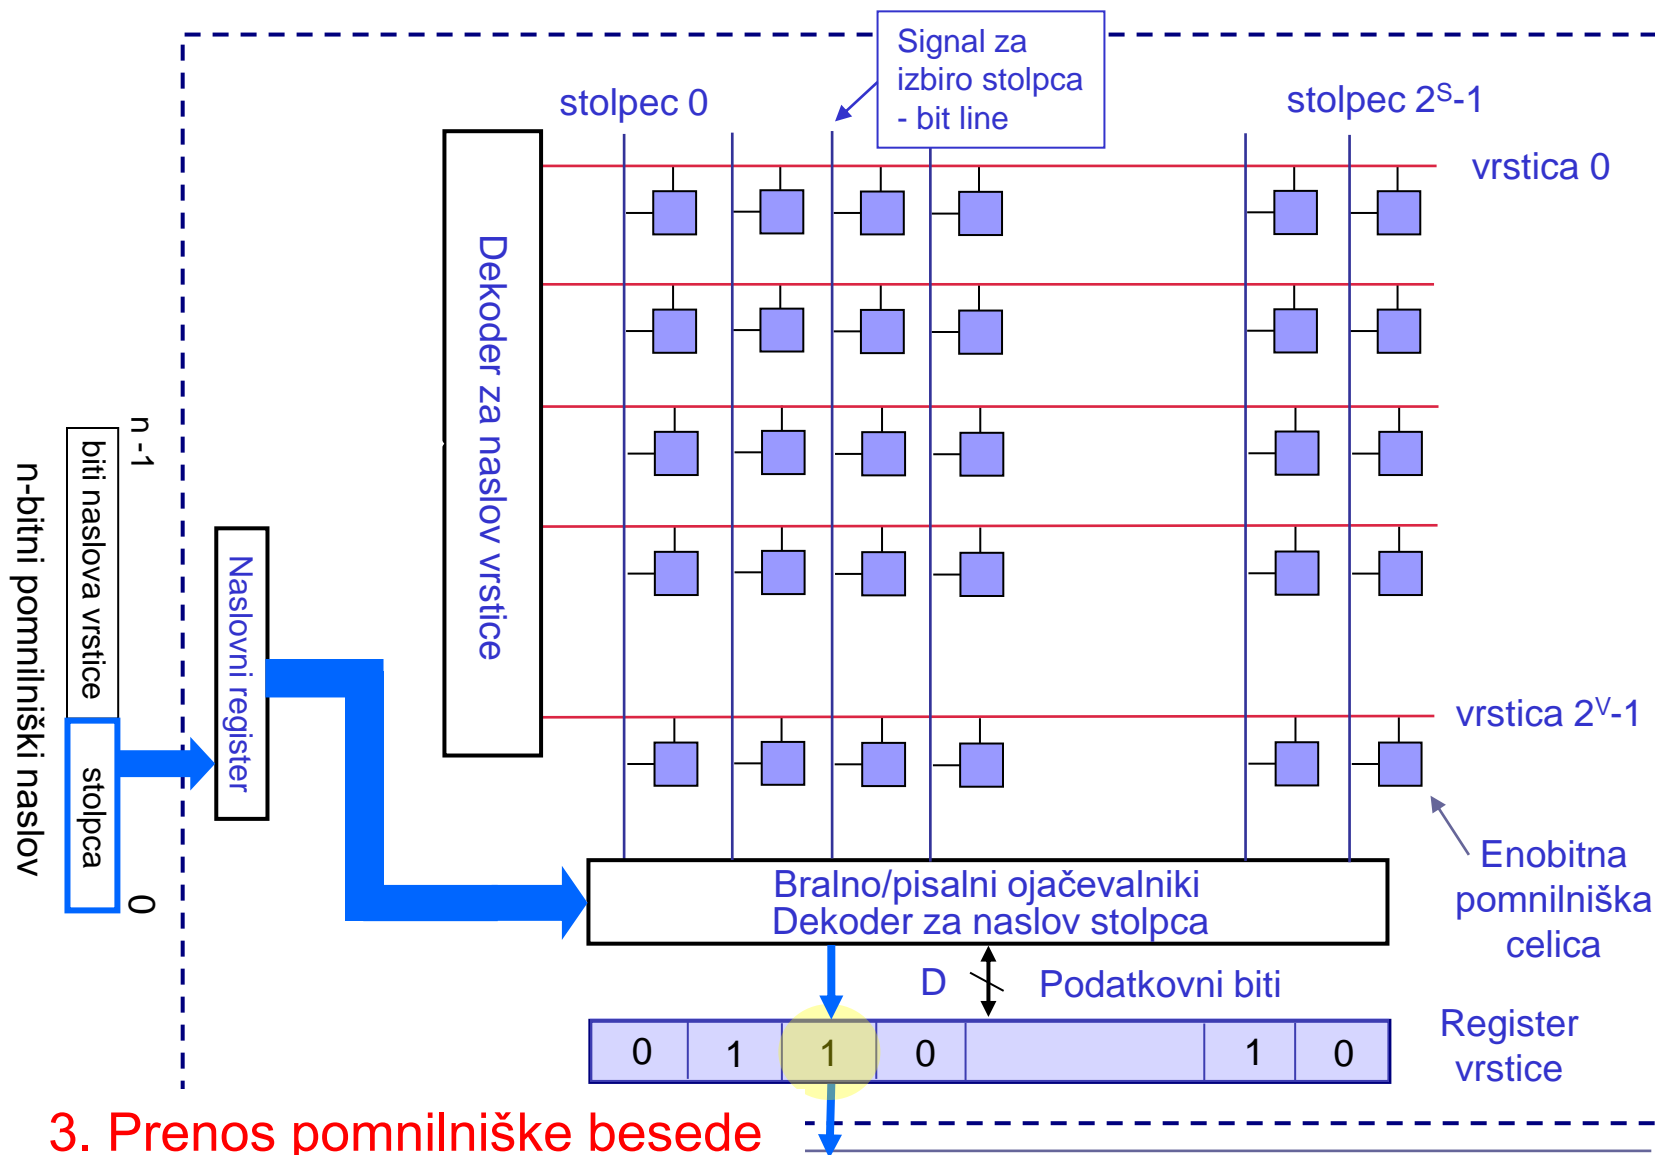 Signal za
izbiro stolpca
- bit line
stolpec 0
stolpec 2^S-1
vrstica 0
Dekoder za naslov vrstice
n -1
biti naslova vrstice
n-bitni pomnilniški naslov
Naslovni register
stolpca
0
vrstica 2^V-1
Enobitna
pomnilniška
celica
Bralno/pisalni ojačevalniki
Dekoder za naslov stolpca
D
Podatkovni biti
0 1 1 0 1 0
Register
vrstice
3. Prenos pomnilniške besede